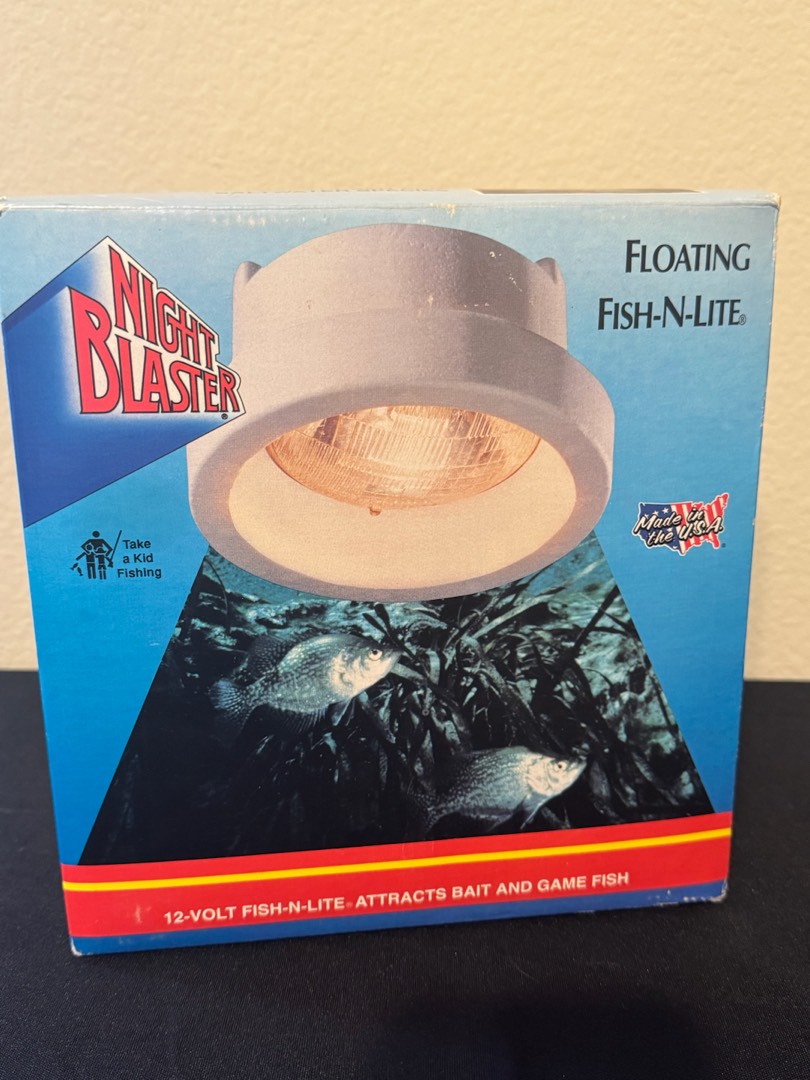 FLOATING
FISH-N-LITE®
NIGHT
BLASTER®
Made in
the U.S.A.
Take
a Kid
Fishing
12-VOLT FISH-N-LITE® ATTRACTS BAIT AND GAME FISH